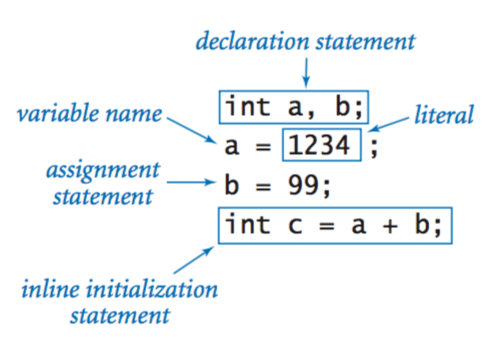 declaration statement
int a, b;
variable name
literal
a = 1234 ;
assignment
statement
b = 99;
int c = a + b;
inline initialization
statement